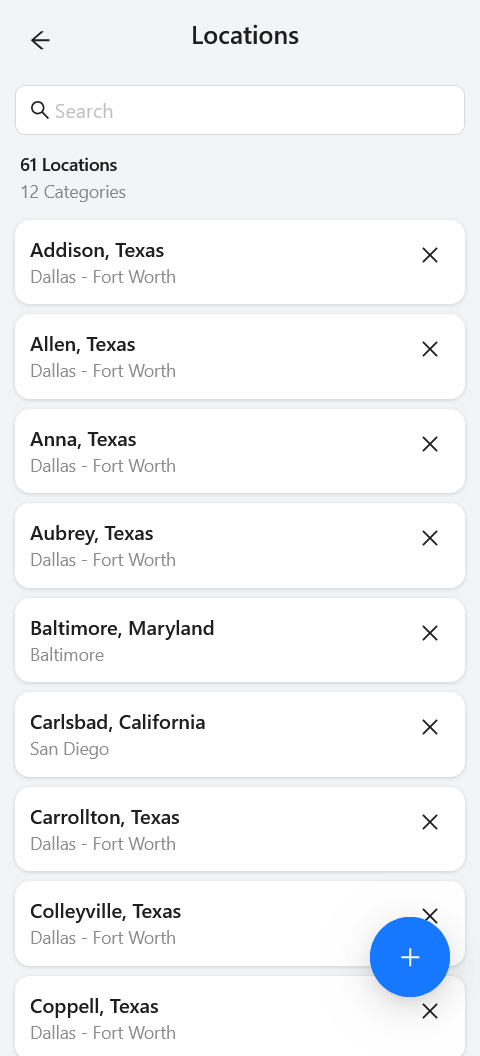 Locations
Search
61 Locations
12 Categories
Addison, Texas
Dallas - Fort Worth
Allen, Texas
Dallas - Fort Worth
Anna, Texas
Dallas - Fort Worth
Aubrey, Texas
Dallas - Fort Worth
Baltimore, Maryland
Baltimore
Carlsbad, California
San Diego
Carrollton, Texas
Dallas - Fort Worth
Colleyville, Texas
Dallas - Fort Worth
Coppell, Texas
Dallas - Fort Worth